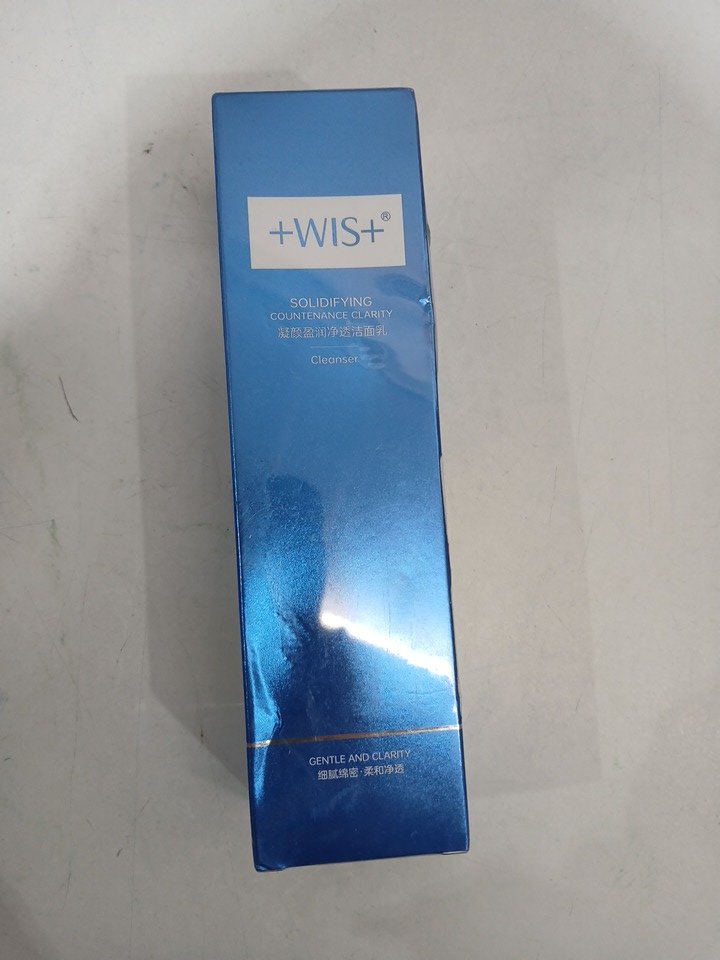 +WIS+®
SOLIDIFYING
COUNTENANCE CLARITY
凝颜盈润净透洁面乳
Cleanser
GENTLE AND CLARITY
细腻绵密·柔和净透